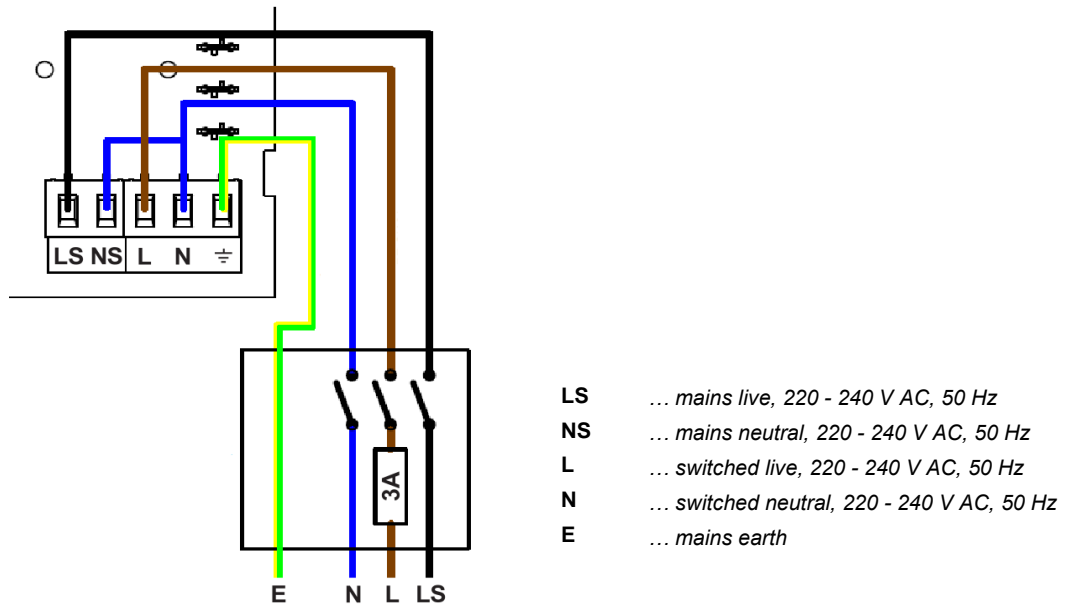 LS NS L N
3A
E N L LS
LS … mains live, 220 - 240 V AC, 50 Hz
NS … mains neutral, 220 - 240 V AC, 50 Hz
L … switched live, 220 - 240 V AC, 50 Hz
N … switched neutral, 220 - 240 V AC, 50 Hz
E … mains earth